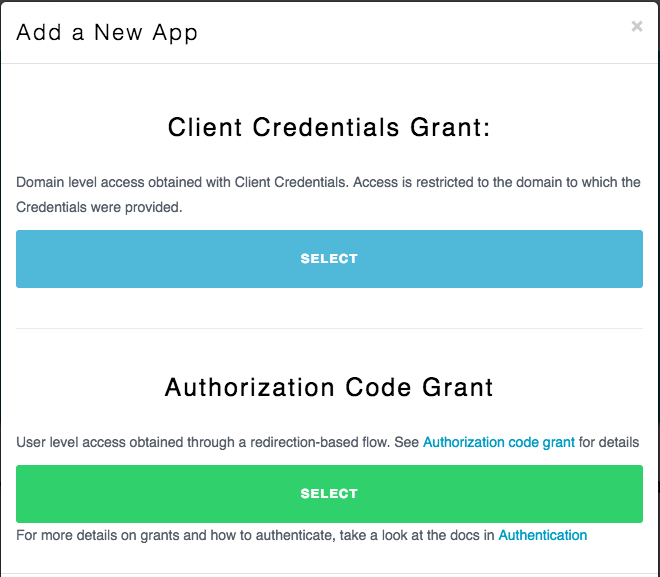 Add a New App
×
Client Credentials Grant:
Domain level access obtained with Client Credentials. Access is restricted to the domain to which the
Credentials were provided.
SELECT
Authorization Code Grant
User level access obtained through a redirection-based flow. See Authorization code grant for details
SELECT
For more details on grants and how to authenticate, take a look at the docs in Authentication